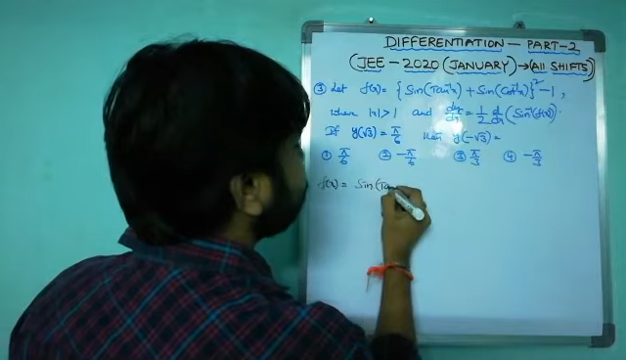 DIFFERENTIATION - PART-2
(JEE - 2020 (JANUARY) → (All SHIFTS)
③ Let f(x) = { Sin(Tan⁻¹x) + Sin(Cot⁻¹x)}² - 1,
where |x| > 1 and dy/dx = 1/2 d/dx (Sin⁻¹(f(x)).
If y(√3) = π/6 then y(-√3) =
① π/6 ② -π/6 ③ π/3 ④ -π/3
f(x) = Sin(Ta